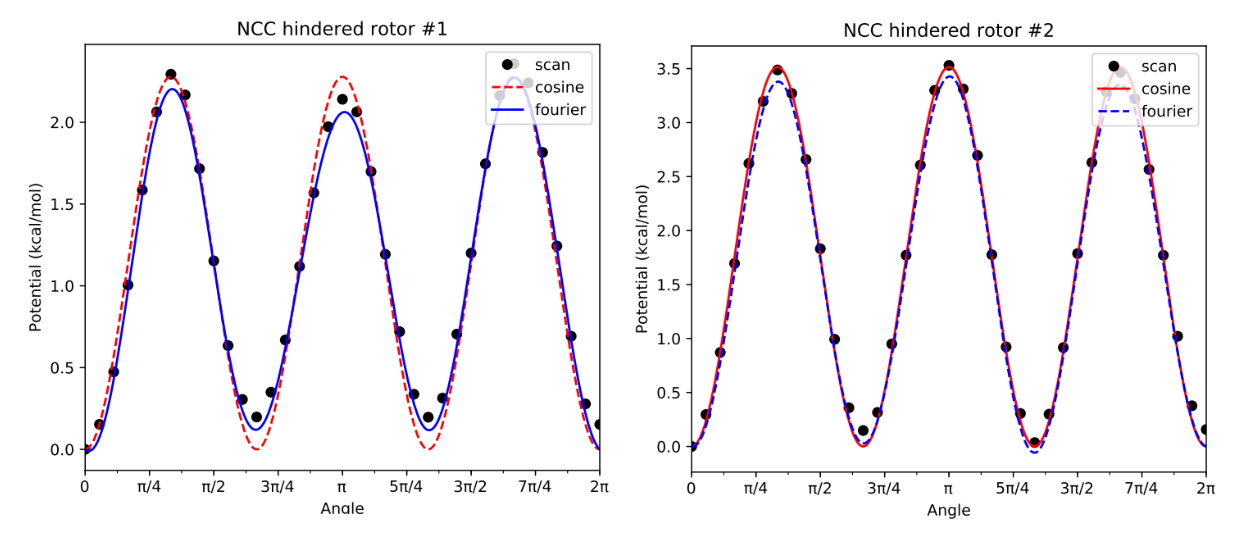 NCC hindered rotor #1
scan
cosine
fourier
2.0
1.5
1.0
0.5
0.0
Potential (kcal/mol)
0 π/4 π/2 3π/4 π 5π/4 3π/2 7π/4 2π
Angle
NCC hindered rotor #2
scan
cosine
fourier
3.5
3.0
2.5
2.0
1.5
1.0
0.5
0.0
Potential (kcal/mol)
0 π/4 π/2 3π/4 π 5π/4 3π/2 7π/4 2π
Angle